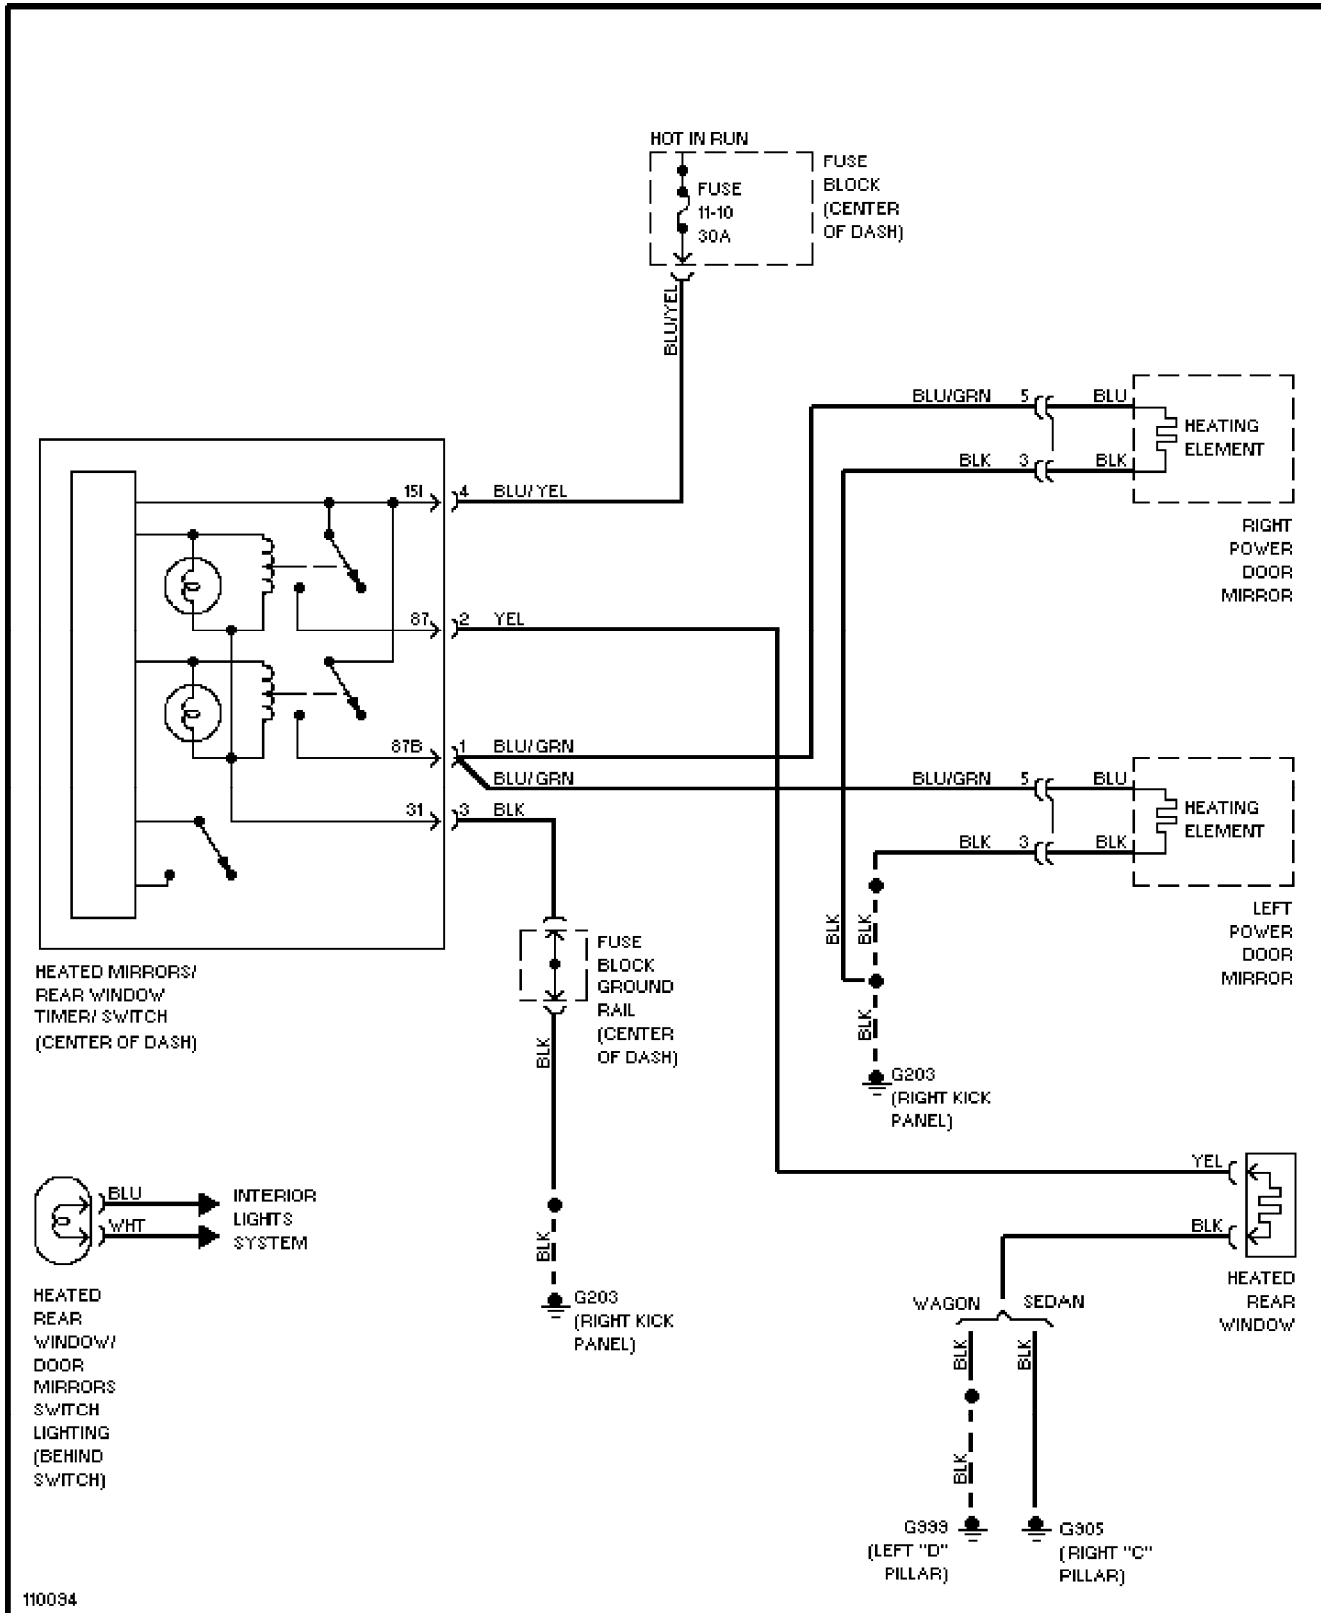 HOT IN RUN
FUSE
11-10
30A
FUSE
BLOCK
(CENTER
OF DASH)
BLU/YEL
BLU/GRN 5 BLU
HEATING
ELEMENT
BLK 3 BLK
RIGHT
POWER
DOOR
MIRROR
15I 4 BLU/YEL
87 2 YEL
87B 1 BLU/GRN
BLU/GRN
31 3 BLK
BLU/GRN 5 BLU
HEATING
ELEMENT
BLK 3 BLK
LEFT
POWER
DOOR
MIRROR
BLK
BLK
BLK
G203
(RIGHT KICK
PANEL)
HEATED MIRRORS/
REAR WINDOW
TIMER/ SWITCH
(CENTER OF DASH)
FUSE
BLOCK
GROUND
RAIL
(CENTER
OF DASH)
BLK
BLK
G203
(RIGHT KICK
PANEL)
BLU
WHT
INTERIOR
LIGHTS
SYSTEM
HEATED
REAR
WINDOW/
DOOR
MIRRORS
SWITCH
LIGHTING
(BEHIND
SWITCH)
YEL
BLK
HEATED
REAR
WINDOW
WAGON SEDAN
BLK
BLK
BLK
G999
(LEFT "D"
PILLAR)
G905
(RIGHT "C"
PILLAR)
110094